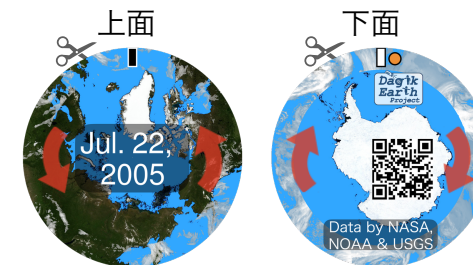 上面
下面
Jul. 22,
2005
Dagik
Earth
Project
Data by NASA,
NOAA & USGS